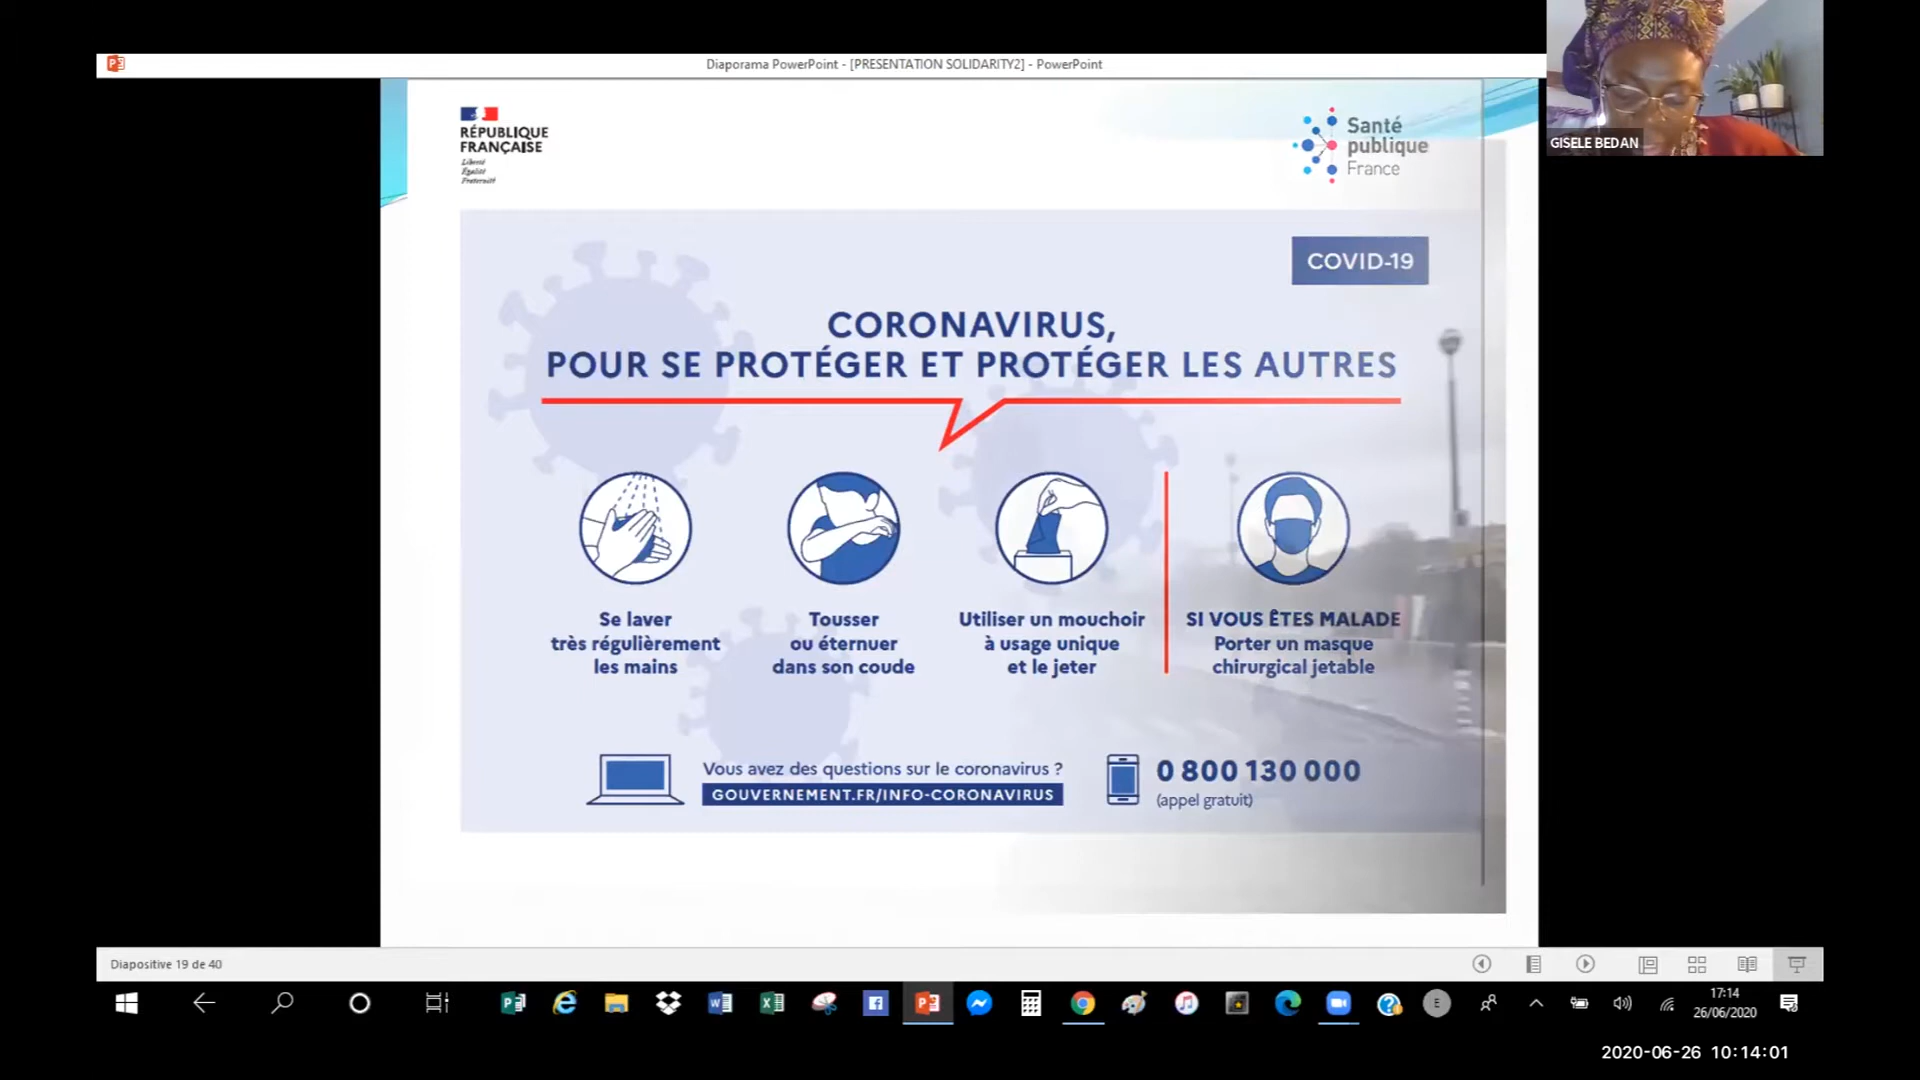 Diaporama PowerPoint - [PRESENTATION SOLIDARITY2] - PowerPoint
GISELE BEDAN
RÉPUBLIQUE
FRANÇAISE
Liberté
Égalité
Fraternité
Santé
publique
France
COVID-19
CORONAVIRUS,
POUR SE PROTÉGER ET PROTÉGER LES AUTRES
Se laver
très régulièrement
les mains
Tousser
ou éternuer
dans son coude
Utiliser un mouchoir
à usage unique
et le jeter
SI VOUS ÊTES MALADE
Porter un masque
chirurgical jetable
Vous avez des questions sur le coronavirus ?
GOUVERNEMENT.FR/INFO-CORONAVIRUS
0 800 130 000
(appel gratuit)
Diapositive 19 de 40
17:14
26/06/2020
2020-06-26 10:14:01